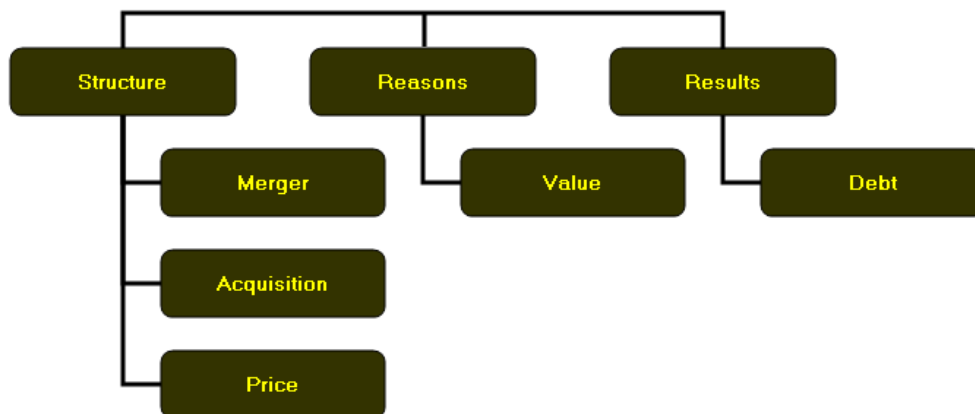 Structure
Reasons
Results
Merger
Value
Debt
Acquisition
Price